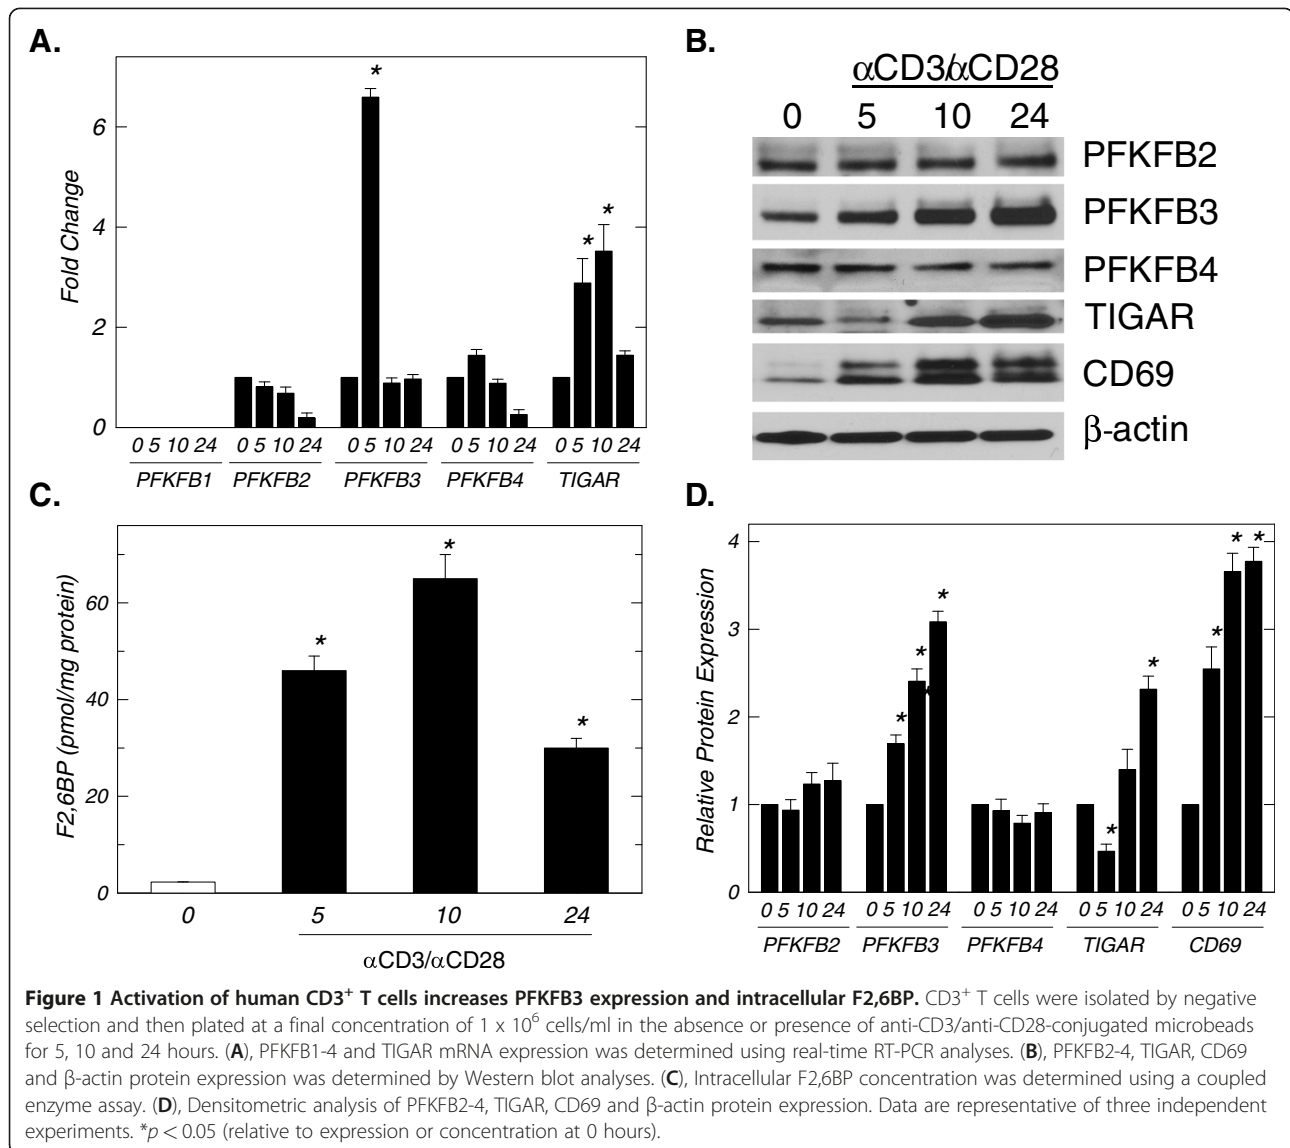 A.
Fold Change
6
4
2
0
*
* *
0 5 10 24 0 5 10 24 0 5 10 24 0 5 10 24 0 5 10 24
PFKFB1 PFKFB2 PFKFB3 PFKFB4 TIGAR
B.
αCD3/αCD28
0 5 10 24
PFKFB2
PFKFB3
PFKFB4
TIGAR
CD69
β-actin
C.
F2,6BP (pmol/mg protein)
60
40
20
0
* * *
0 5 10 24
αCD3/αCD28
D.
Relative Protein Expression
4
3
2
1
0
* * *
* *
* * *
0 5 10 24 0 5 10 24 0 5 10 24 0 5 10 24 0 5 10 24
PFKFB2 PFKFB3 PFKFB4 TIGAR CD69
Figure 1 Activation of human CD3⁺ T cells increases PFKFB3 expression and intracellular F2,6BP. CD3⁺ T cells were isolated by negative
selection and then plated at a final concentration of 1 x 10⁶ cells/ml in the absence or presence of anti-CD3/anti-CD28-conjugated microbeads
for 5, 10 and 24 hours. (A), PFKFB1-4 and TIGAR mRNA expression was determined using real-time RT-PCR analyses. (B), PFKFB2-4, TIGAR, CD69
and β-actin protein expression was determined by Western blot analyses. (C), Intracellular F2,6BP concentration was determined using a coupled
enzyme assay. (D), Densitometric analysis of PFKFB2-4, TIGAR, CD69 and β-actin protein expression. Data are representative of three independent
experiments. *p < 0.05 (relative to expression or concentration at 0 hours).